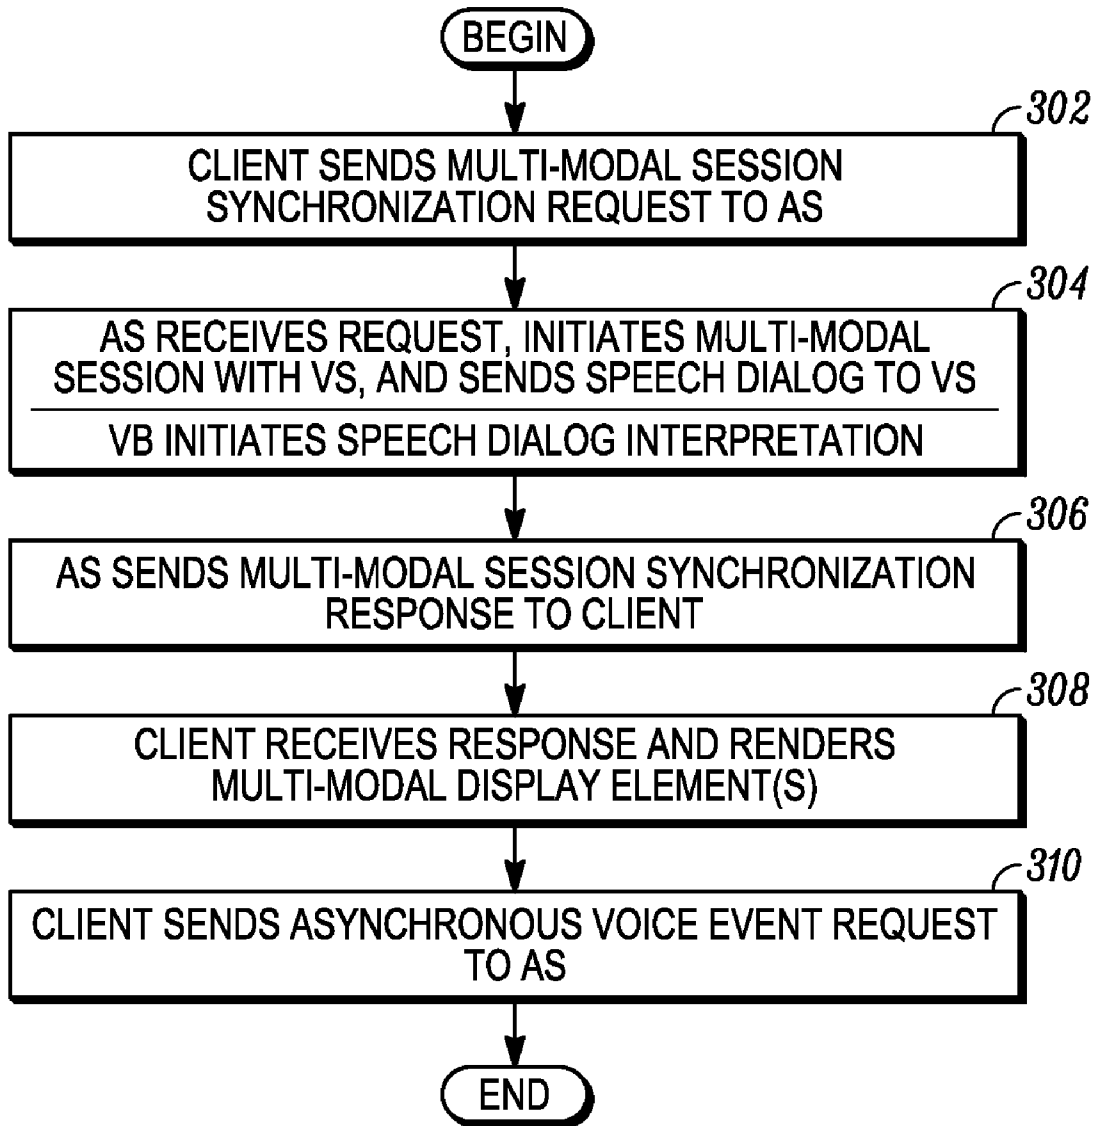 BEGIN
302
CLIENT SENDS MULTI-MODAL SESSION
SYNCHRONIZATION REQUEST TO AS
304
AS RECEIVES REQUEST, INITIATES MULTI-MODAL
SESSION WITH VS, AND SENDS SPEECH DIALOG TO VS
VB INITIATES SPEECH DIALOG INTERPRETATION
306
AS SENDS MULTI-MODAL SESSION SYNCHRONIZATION
RESPONSE TO CLIENT
308
CLIENT RECEIVES RESPONSE AND RENDERS
MULTI-MODAL DISPLAY ELEMENT(S)
310
CLIENT SENDS ASYNCHRONOUS VOICE EVENT REQUEST
TO AS
END